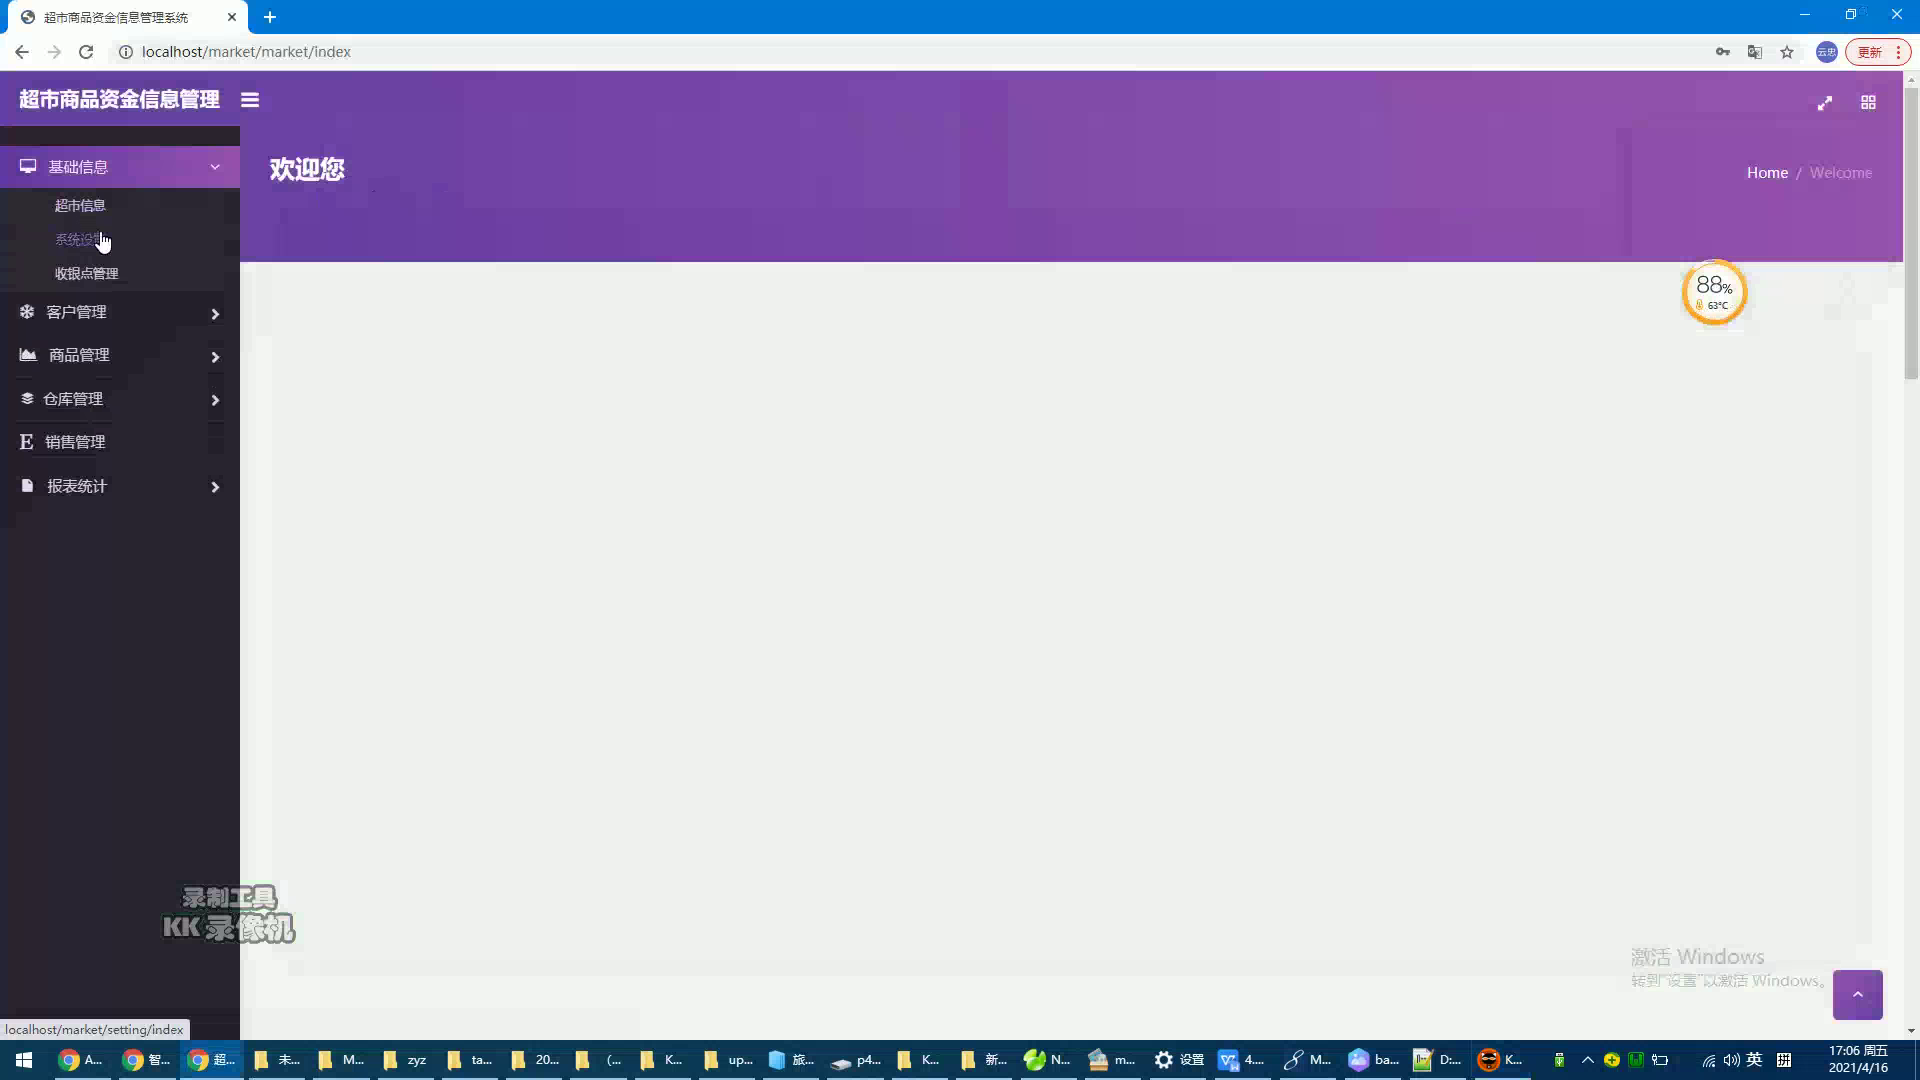 超市商品资金信息管理系统
localhost/market/market/index
云忠
更新
超市商品资金信息管理
基础信息
欢迎您
Home / Welcome
超市信息
系统设置
收银点管理
88%
63°C
客户管理
商品管理
仓库管理
E 销售管理
报表统计
录制工具
KK 录像机
激活 Windows
转到"设置"以激活 Windows。
localhost/market/setting/index
A... 智... 超... 未... M... zyz ta... 20... (... K... up... 旅... p4... K... 新... N... m... 设置 4.... M... ba... D:... K... 英 拼
17:06 周五
2021/4/16